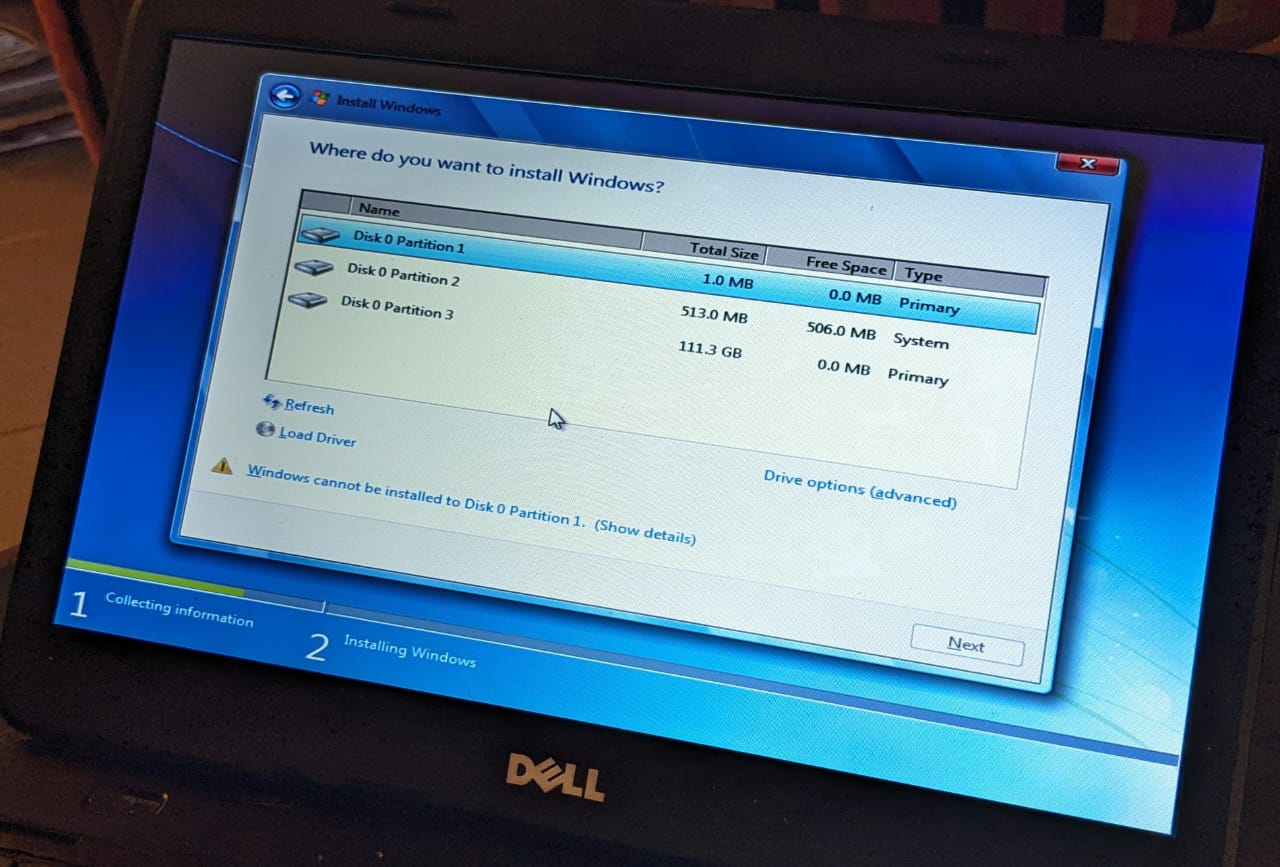 Install Windows
Where do you want to install Windows?
Name Total Size Free Space Type
Disk 0 Partition 1 1.0 MB 0.0 MB Primary
Disk 0 Partition 2 513.0 MB 506.0 MB System
Disk 0 Partition 3 111.3 GB 0.0 MB Primary
Refresh
Load Driver
Drive options (advanced)
Windows cannot be installed to Disk 0 Partition 1. (Show details)
Next
1 Collecting information
2 Installing Windows
DELL